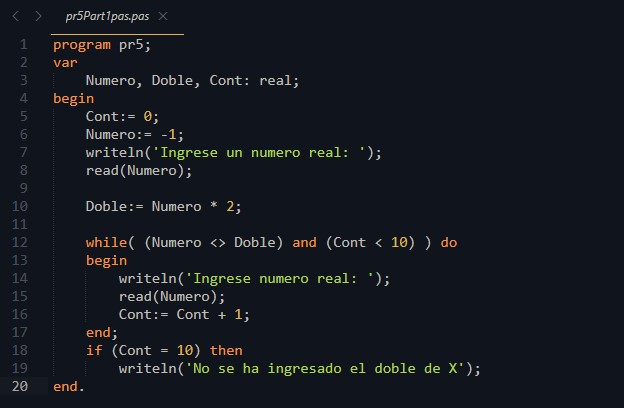 pr5Part1pas.pas
1 program pr5;
2 var
3 Numero, Doble, Cont: real;
4 begin
5 Cont:= 0;
6 Numero:= -1;
7 writeln('Ingrese un numero real: ');
8 read(Numero);
9
10 Doble:= Numero * 2;
11
12 while( (Numero <> Doble) and (Cont < 10) ) do
13 begin
14 writeln('Ingrese numero real: ');
15 read(Numero);
16 Cont:= Cont + 1;
17 end;
18 if (Cont = 10) then
19 writeln('No se ha ingresado el doble de X');
20 end.